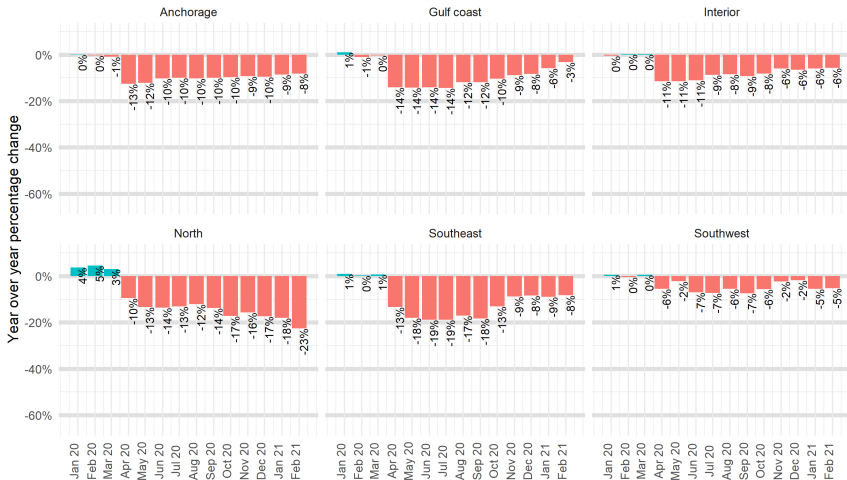 Anchorage
Gulf coast
Interior
0%
-20%
-40%
-60%
0% 0% -1% -13% -12% -10% -10% -10% -10% -10% -9% -10% -9% -8%
1% -1% 0% -14% -14% -14% -14% -12% -12% -10% -9% -8% -6% -3%
0% 0% 0% -11% -11% -11% -9% -8% -9% -8% -6% -6% -6% -6%
North
Southeast
Southwest
0%
-20%
-40%
-60%
4% 5% 3% -10% -13% -14% -13% -12% -14% -17% -16% -17% -18% -23%
1% 0% 1% -13% -18% -19% -19% -17% -18% -13% -9% -8% -9% -8%
1% 0% 0% -6% -2% -7% -7% -6% -7% -6% -2% -2% -5% -5%
Year over year percentage change
Jan 20 Feb 20 Mar 20 Apr 20 May 20 Jun 20 Jul 20 Aug 20 Sep 20 Oct 20 Nov 20 Dec 20 Jan 21 Feb 21
Jan 20 Feb 20 Mar 20 Apr 20 May 20 Jun 20 Jul 20 Aug 20 Sep 20 Oct 20 Nov 20 Dec 20 Jan 21 Feb 21
Jan 20 Feb 20 Mar 20 Apr 20 May 20 Jun 20 Jul 20 Aug 20 Sep 20 Oct 20 Nov 20 Dec 20 Jan 21 Feb 21